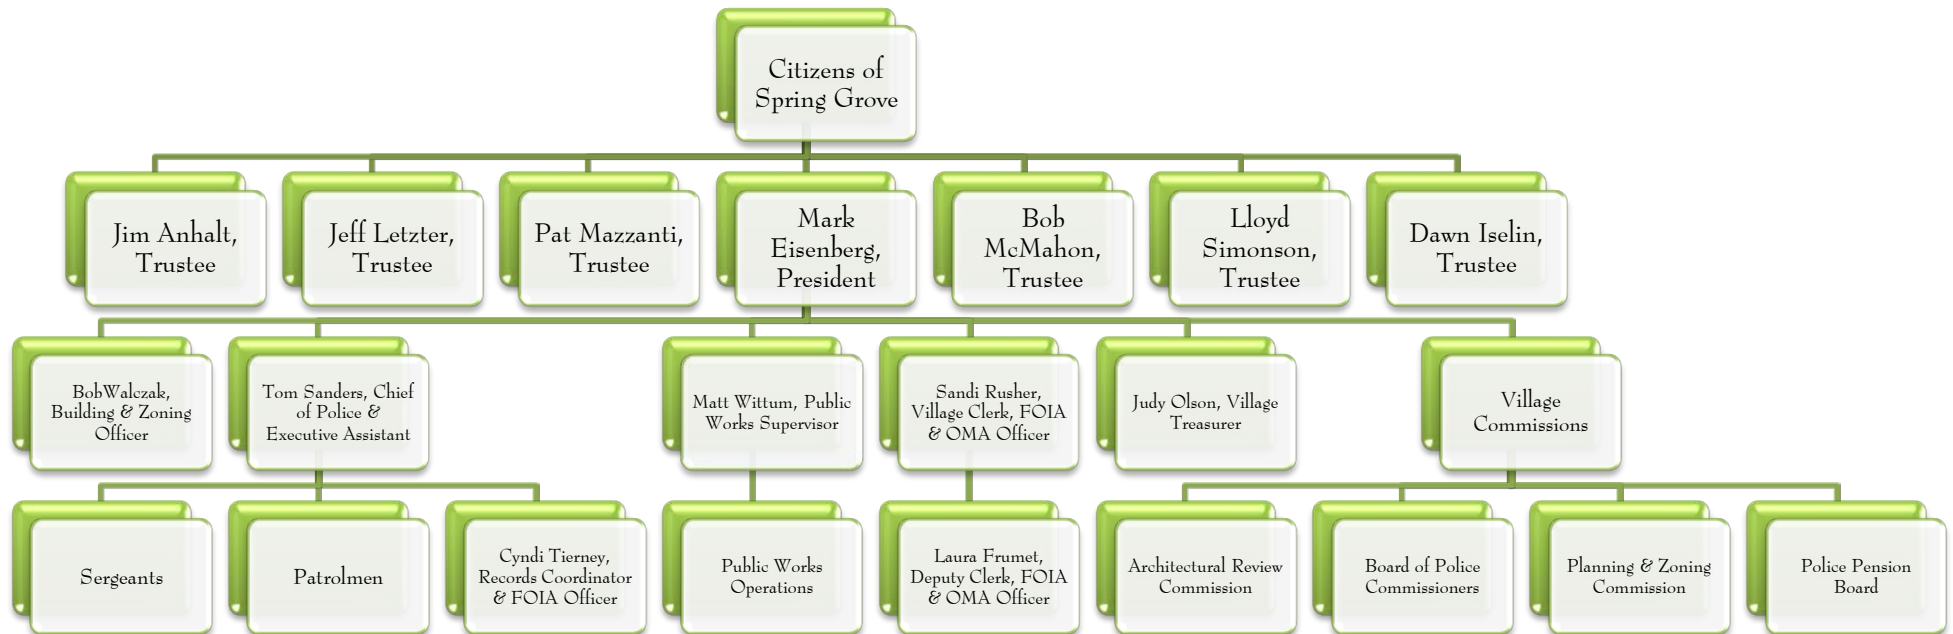 Citizens of
Spring Grove
Jim Anhalt,
Trustee
Jeff Letzter,
Trustee
Pat Mazzanti,
Trustee
Mark
Eisenberg,
President
Bob
McMahon,
Trustee
Lloyd
Simonson,
Trustee
Dawn Iselin,
Trustee
BobWalczak,
Building & Zoning
Officer
Tom Sanders, Chief
of Police &
Executive Assistant
Matt Wittum, Public
Works Supervisor
Sandi Rusher,
Village Clerk, FOIA
& OMA Officer
Judy Olson, Village
Treasurer
Village
Commissions
Sergeants
Patrolmen
Cyndi Tierney,
Records Coordinator
& FOIA Officer
Public Works
Operations
Laura Frumet,
Deputy Clerk, FOIA
& OMA Officer
Architectural Review
Commission
Board of Police
Commissioners
Planning & Zoning
Commission
Police Pension
Board